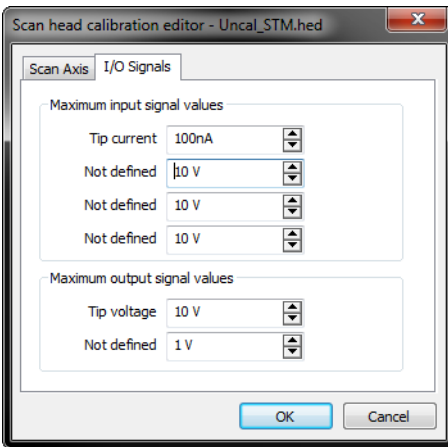 Scan head calibration editor - Uncal_STM.hed
Scan Axis I/O Signals
Maximum input signal values
Tip current 100nA
Not defined 10 V
Not defined 10 V
Not defined 10 V
Maximum output signal values
Tip voltage 10 V
Not defined 1 V
OK Cancel